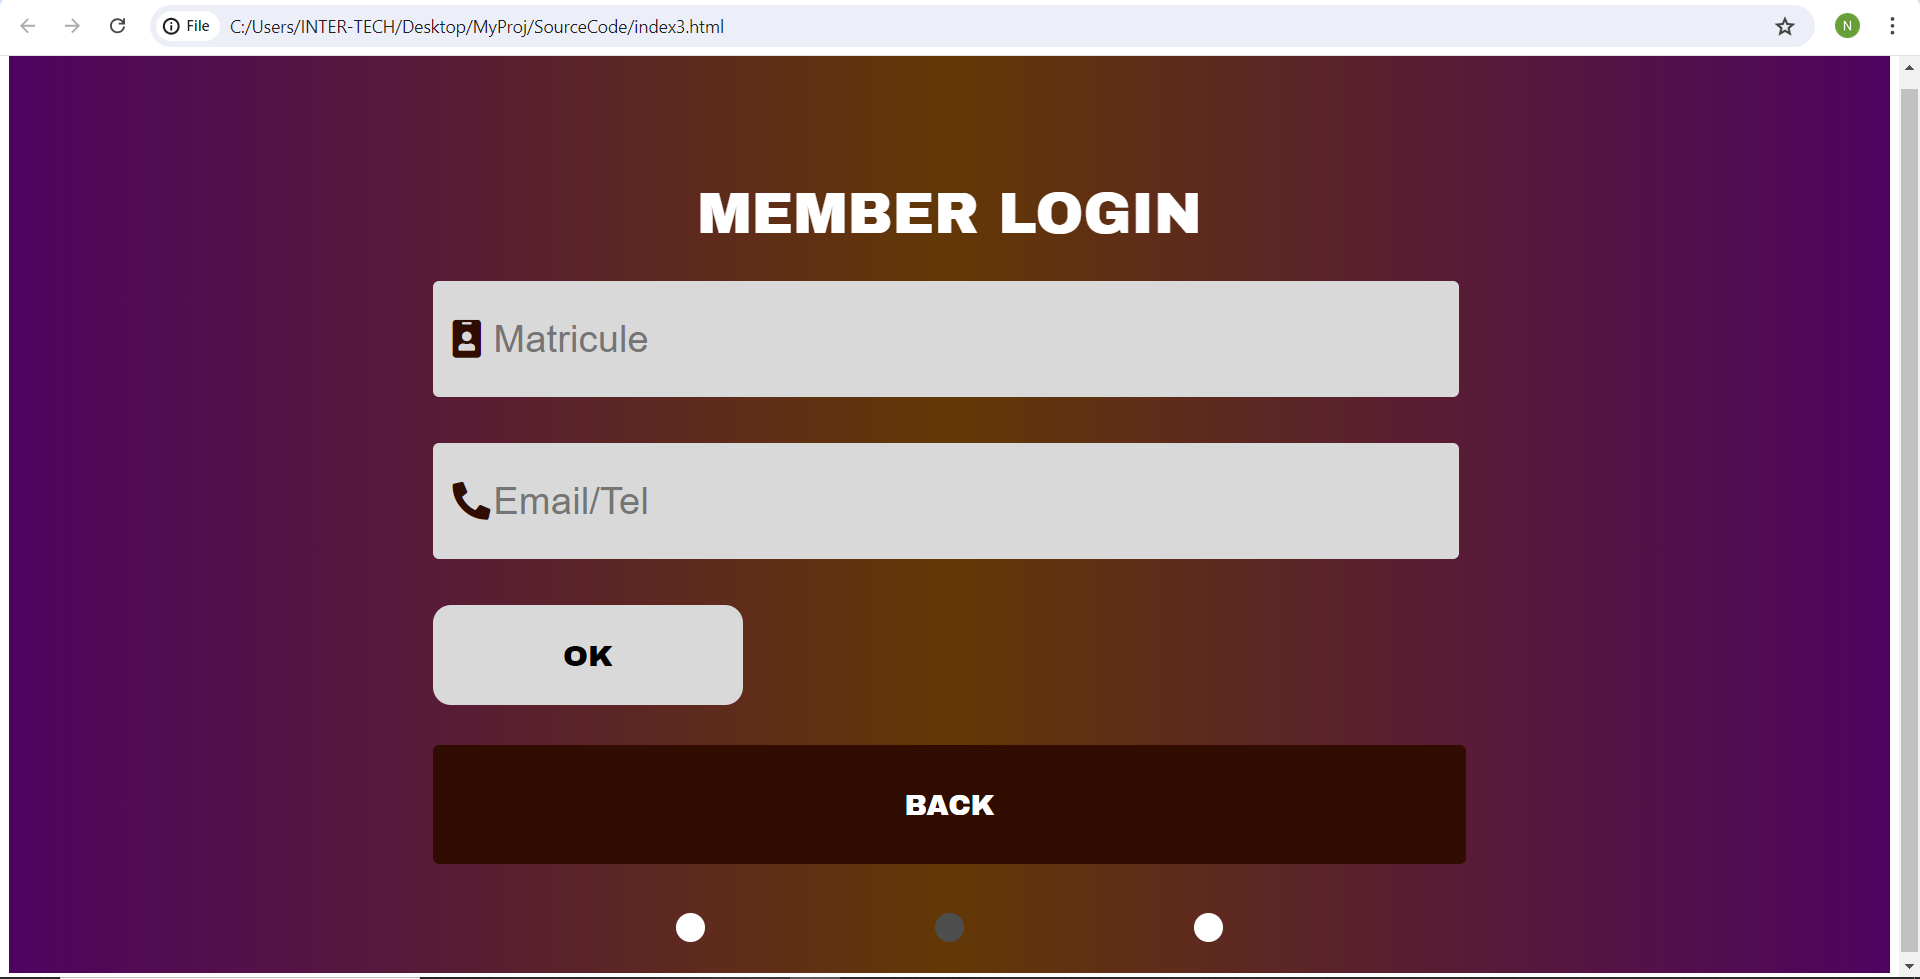 File C:/Users/INTER-TECH/Desktop/MyProj/SourceCode/index3.html N
MEMBER LOGIN
Matricule
Email/Tel
OK
BACK